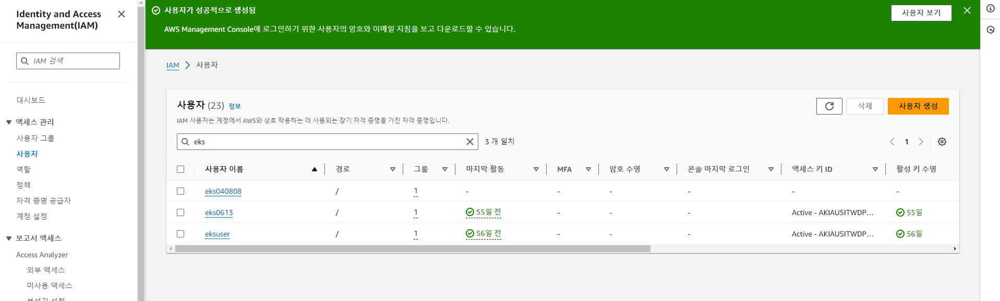 Identity and Access
Management(IAM)
IAM 검색
대시보드
액세스 관리
사용자 그룹
사용자
역할
정책
자격 증명 공급자
계정 설정
보고서 액세스
Access Analyzer
외부 액세스
미사용 액세스
분석기 설정
사용자가 성공적으로 생성됨
AWS Management Console에 로그인하기 위한 사용자의 암호와 이메일 지침을 보고 다운로드할 수 있습니다.
사용자 보기
IAM > 사용자
사용자 (23) 정보
삭제
사용자 생성
IAM 사용자는 계정에서 AWS와 상호 작용하는 데 사용되는 장기 자격 증명을 가진 자격 증명입니다.
eks
3 개 일치
1
사용자 이름 경로 그룹 마지막 활동 MFA 암호 수명 콘솔 마지막 로그인 액세스 키 ID 활성 키 수명
eks040808 / 1 - - - - - -
eks0613 / 1 55일 전 - - - Active - AKIAU5ITWDP... 55일
eksuser / 1 56일 전 - - - Active - AKIAU5ITWDP... 56일